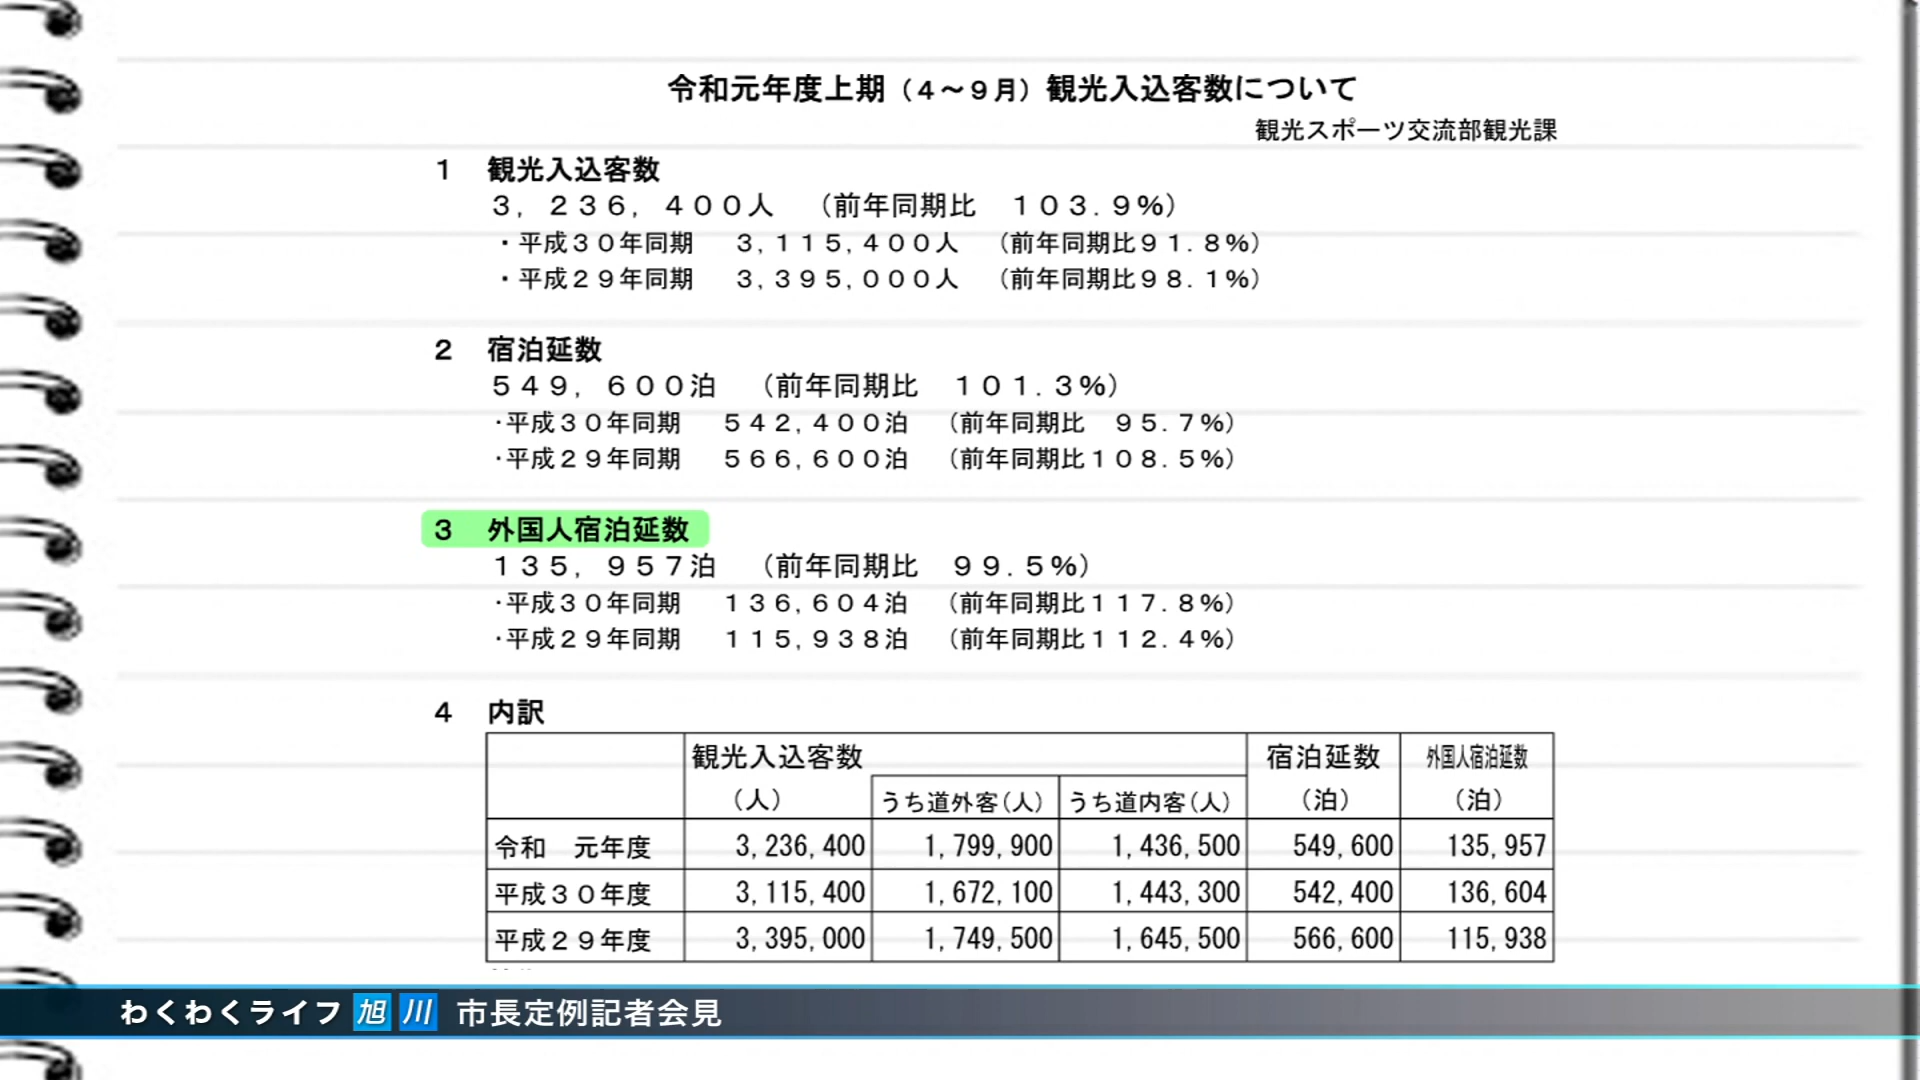 令和元年度上期（４～９月）観光入込客数について
観光スポーツ交流部観光課
１　観光入込客数
３，２３６，４００人　（前年同期比　１０３．９％）
・平成３０年同期　３，１１５，４００人　（前年同期比９１．８％）
・平成２９年同期　３，３９５，０００人　（前年同期比９８．１％）
２　宿泊延数
５４９，６００泊　（前年同期比　１０１．３％）
・平成３０年同期　５４２，４００泊　（前年同期比　９５．７％）
・平成２９年同期　５６６，６００泊　（前年同期比１０８．５％）
３　外国人宿泊延数
１３５，９５７泊　（前年同期比　９９．５％）
・平成３０年同期　１３６，６０４泊　（前年同期比１１７．８％）
・平成２９年同期　１１５，９３８泊　（前年同期比１１２．４％）
４　内訳
観光入込客数　宿泊延数　外国人宿泊延数
（人）　うち道外客（人）　うち道内客（人）　（泊）　（泊）
令和　元年度　3,236,400　1,799,900　1,436,500　549,600　135,957
平成３０年度　3,115,400　1,672,100　1,443,300　542,400　136,604
平成２９年度　3,395,000　1,749,500　1,645,500　566,600　115,938
わくわくライフ 旭川 市長定例記者会見